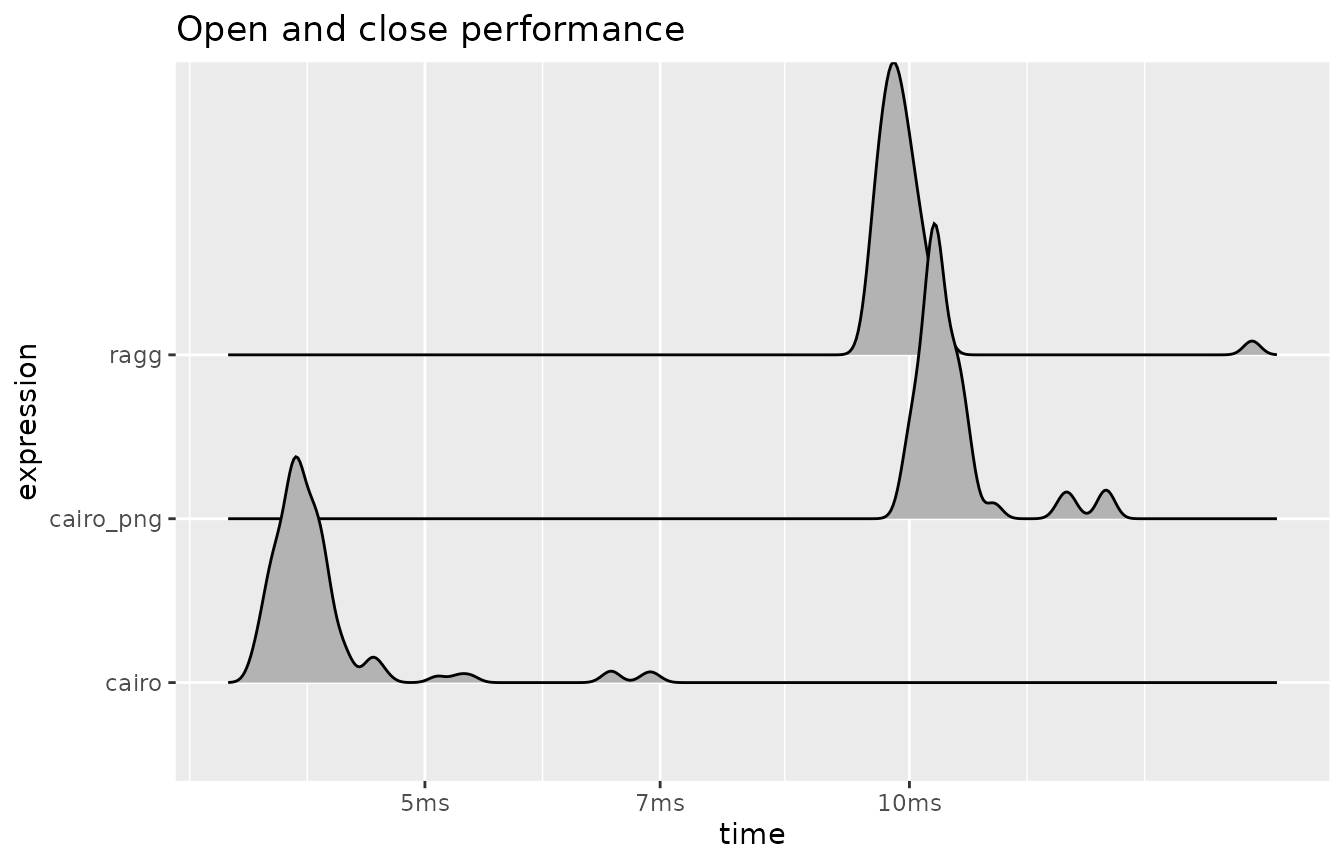 Open and close performance
expression
ragg
cairo_png
cairo
5ms 7ms 10ms
time